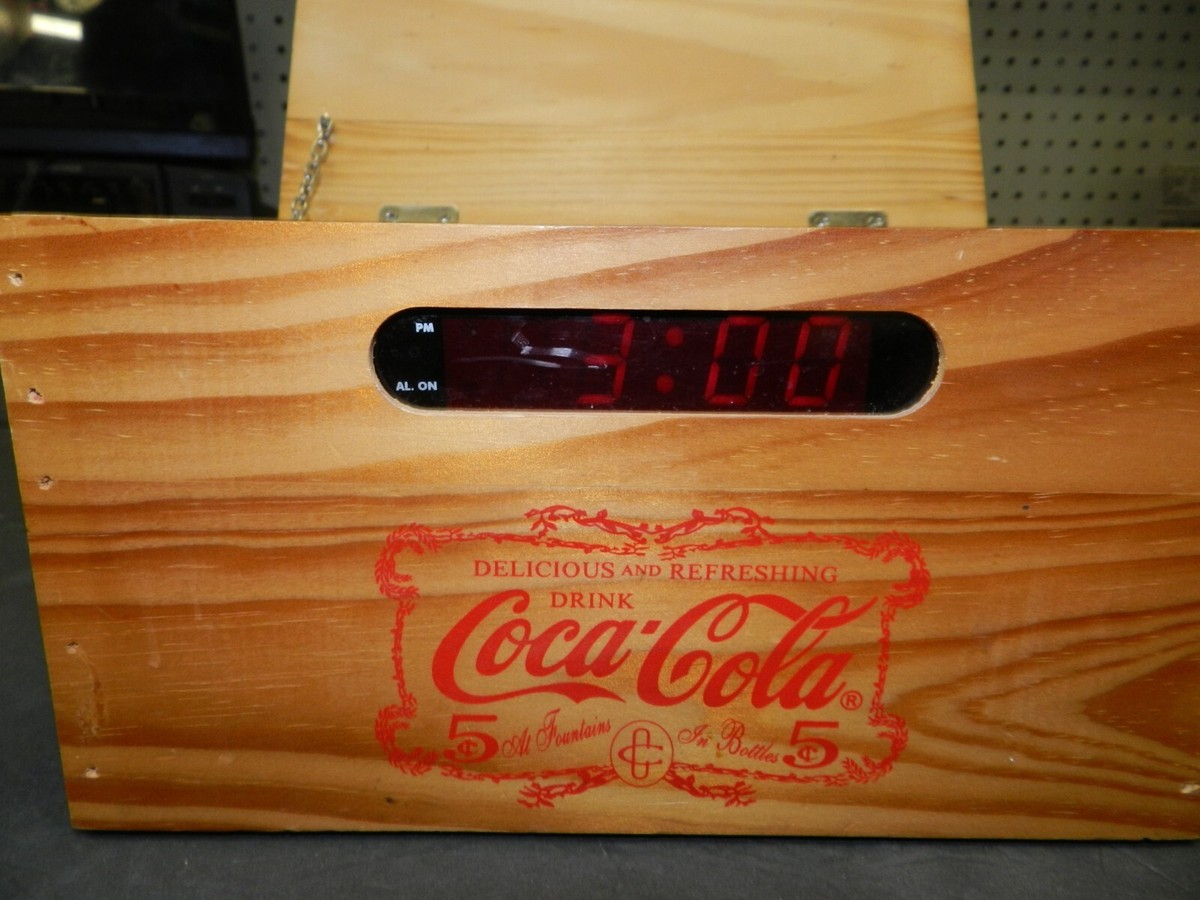 PM
3:00
AL. ON
DELICIOUS AND REFRESHING
DRINK
Coca-Cola®
5¢ At Fountains In Bottles 5¢